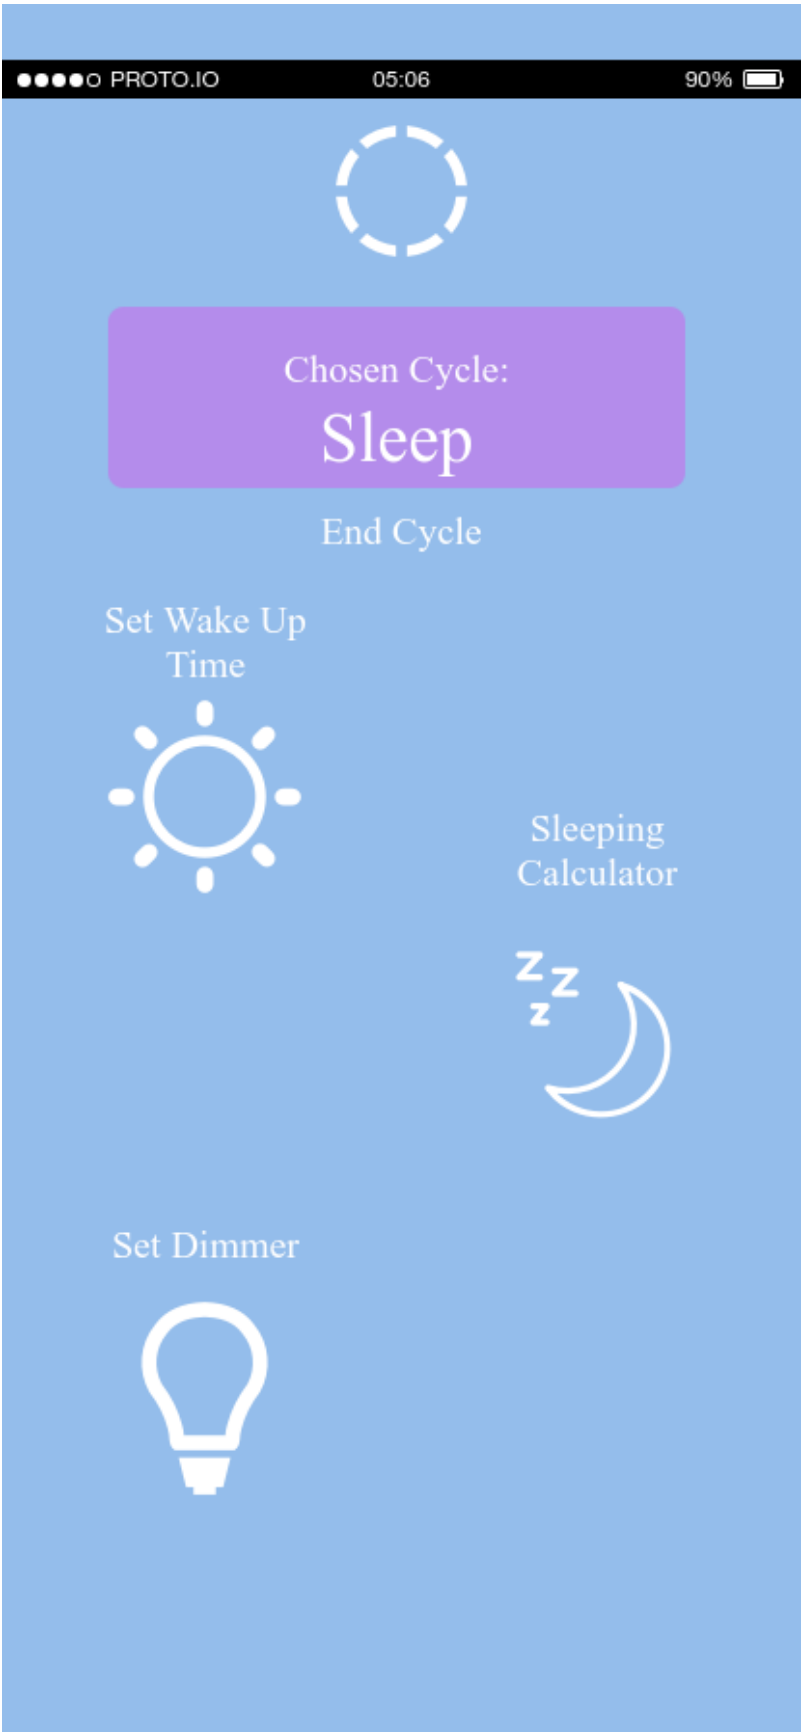 PROTO.IO 05:06 90%
Chosen Cycle:
Sleep
End Cycle
Set Wake Up
Time
Sleeping
Calculator
z z
z
Set Dimmer